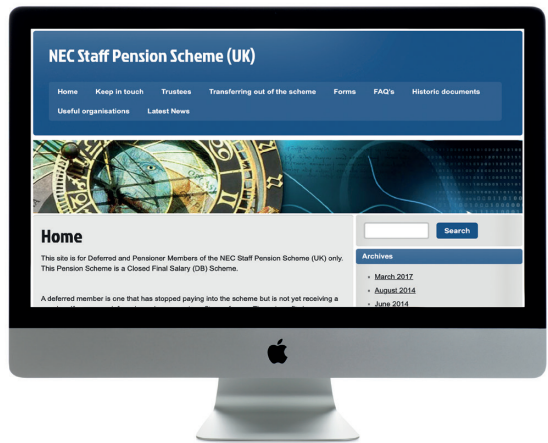 NEC Staff Pension Scheme (UK)
Home Keep in touch Trustees Transferring out of the scheme Forms FAQ's Historic documents
Useful organisations Latest News
Home
This site is for Deferred and Pensioner Members of the NEC Staff Pension Scheme (UK) only.
This Pension Scheme is a Closed Final Salary (DB) Scheme.
A deferred member is one that has stopped paying into the scheme but is not yet receiving a
Search
Archives
March 2017
August 2014
June 2014